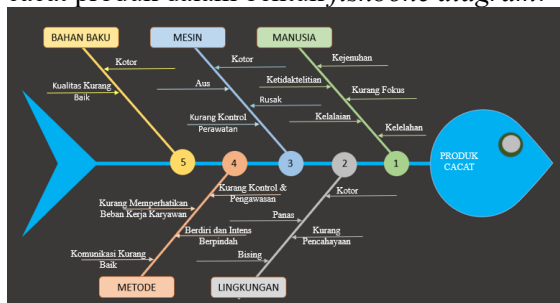 cacat produk dalam bentuk fishbone diagram.
BAHAN BAKU
MESIN
MANUSIA
Kotor
Kualitas Kurang
Baik
Kotor
Aus
Rusak
Kurang Kontrol
Perawatan
Kejenuhan
Ketidaktelitian
Kurang Fokus
Kelalaian
Kelelahan
5
4
3
2
1
PRODUK
CACAT
Kurang Kontrol &
Pengawasan
Kurang Memperhatikan
Beban Kerja Karyawan
Berdiri dan Intens
Berpindah
Komunikasi Kurang
Baik
Kotor
Panas
Kurang
Pencahayaan
Bising
METODE
LINGKUNGAN